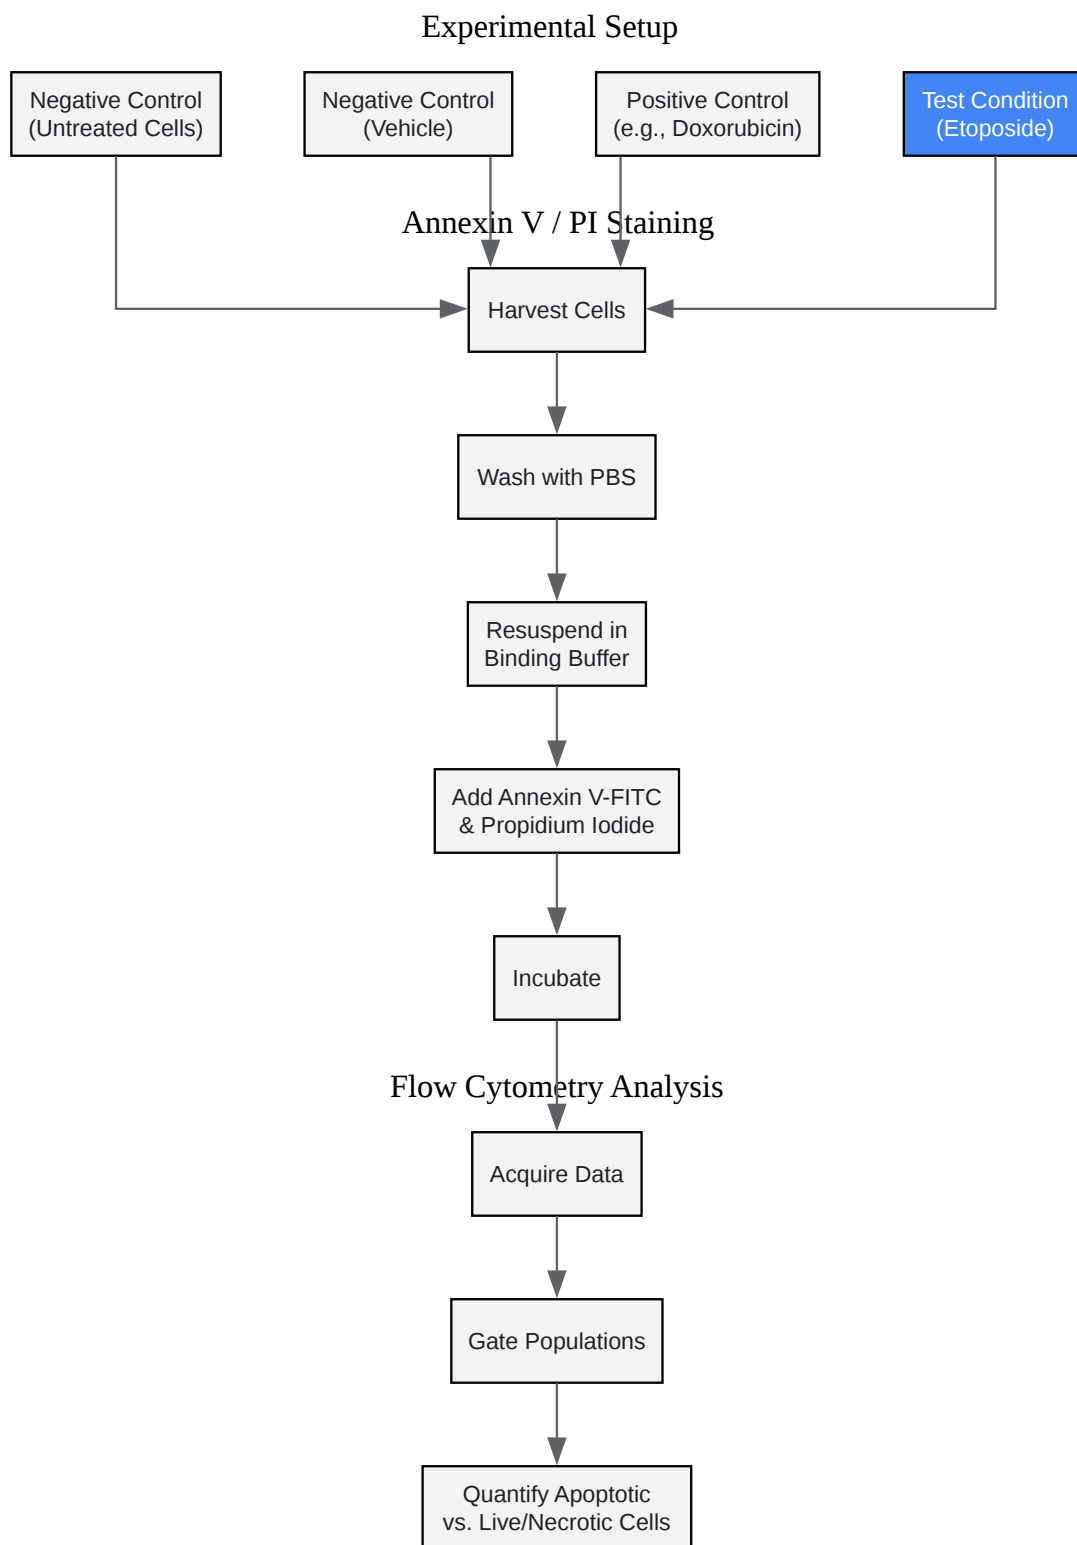 Experimental Setup
Negative Control
(Untreated Cells)
Negative Control
(Vehicle)
Positive Control
(e.g., Doxorubicin)
Test Condition
(Etoposide)
Annexin V / PI Staining
Harvest Cells
Wash with PBS
Resuspend in
Binding Buffer
Add Annexin V-FITC
& Propidium Iodide
Incubate
Flow Cytometry Analysis
Acquire Data
Gate Populations
Quantify Apoptotic
vs. Live/Necrotic Cells